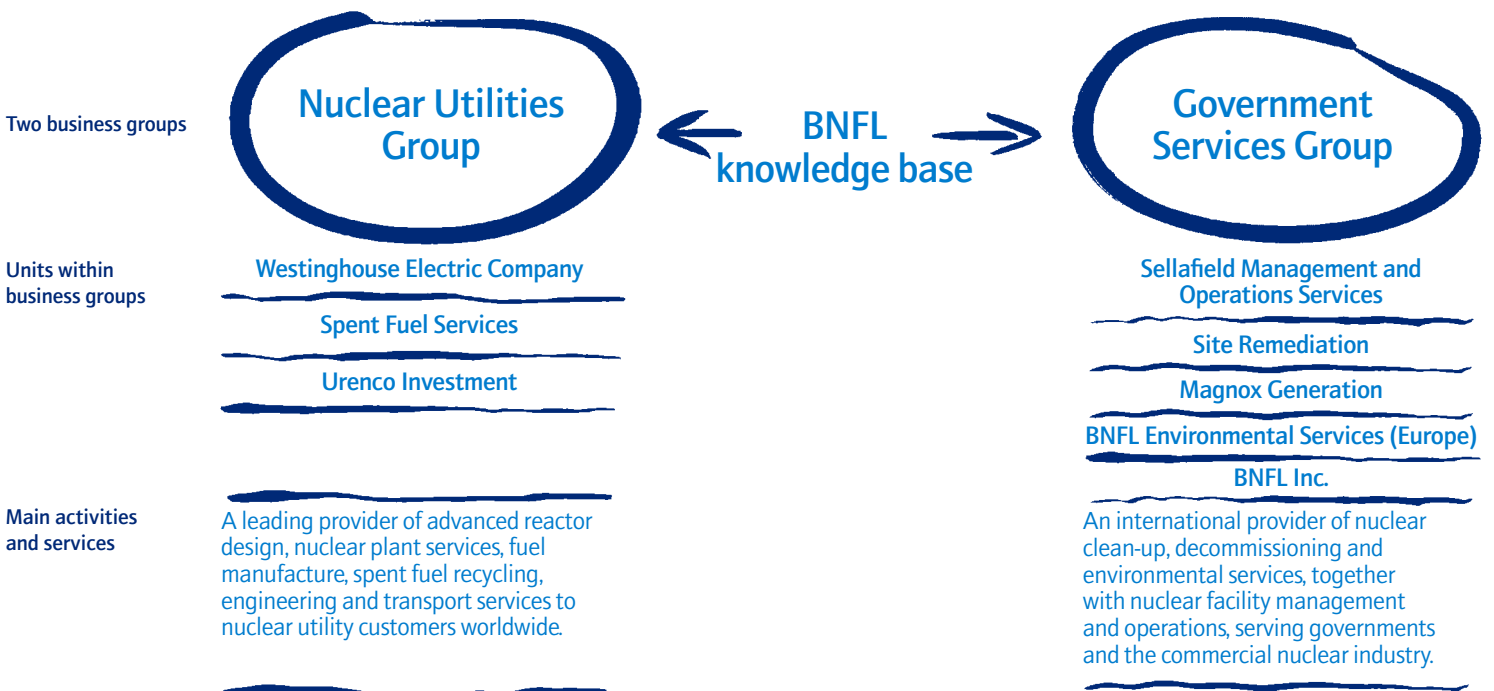 Two business groups
Nuclear Utilities
Group
BNFL
knowledge base
Government
Services Group
Units within
business groups
Westinghouse Electric Company
Spent Fuel Services
Urenco Investment
Sellafield Management and
Operations Services
Site Remediation
Magnox Generation
BNFL Environmental Services (Europe)
BNFL Inc.
Main activities
and services
A leading provider of advanced reactor
design, nuclear plant services, fuel
manufacture, spent fuel recycling,
engineering and transport services to
nuclear utility customers worldwide.
An international provider of nuclear
clean-up, decommissioning and
environmental services, together
with nuclear facility management
and operations, serving governments
and the commercial nuclear industry.